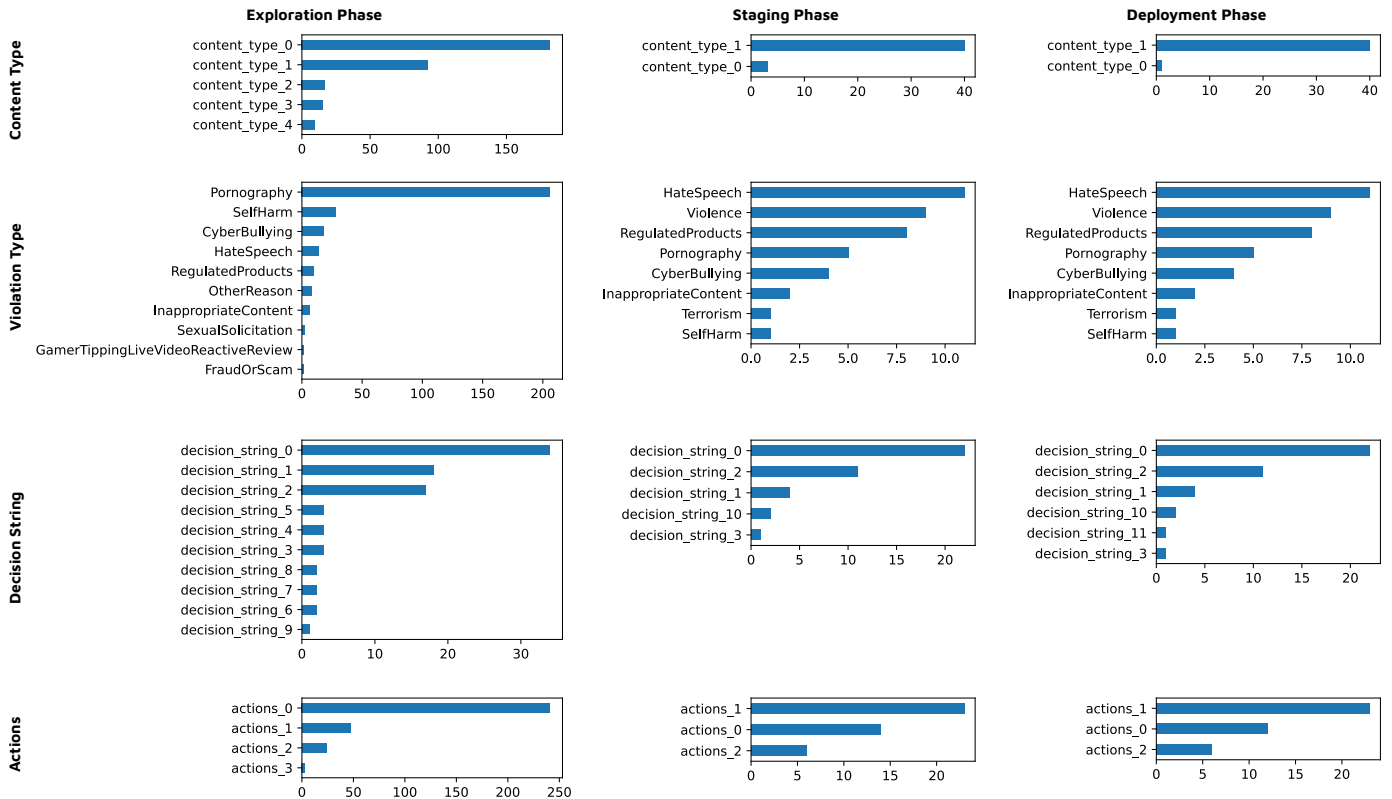 Exploration Phase
Staging Phase
Deployment Phase
Content Type
content_type_0
content_type_1
content_type_2
content_type_3
content_type_4
0 50 100 150
content_type_1
content_type_0
0 10 20 30 40
content_type_1
content_type_0
0 10 20 30 40
Violation Type
Pornography
SelfHarm
CyberBullying
HateSpeech
RegulatedProducts
OtherReason
InappropriateContent
SexualSolicitation
GamerTippingLiveVideoReactiveReview
FraudOrScam
0 50 100 150 200
HateSpeech
Violence
RegulatedProducts
Pornography
CyberBullying
InappropriateContent
Terrorism
SelfHarm
0.0 2.5 5.0 7.5 10.0
HateSpeech
Violence
RegulatedProducts
Pornography
CyberBullying
InappropriateContent
Terrorism
SelfHarm
0.0 2.5 5.0 7.5 10.0
Decision String
decision_string_0
decision_string_1
decision_string_2
decision_string_5
decision_string_4
decision_string_3
decision_string_8
decision_string_7
decision_string_6
decision_string_9
0 10 20 30
decision_string_0
decision_string_2
decision_string_1
decision_string_10
decision_string_3
0 5 10 15 20
decision_string_0
decision_string_2
decision_string_1
decision_string_10
decision_string_11
decision_string_3
0 5 10 15 20
Actions
actions_0
actions_1
actions_2
actions_3
0 50 100 150 200 250
actions_1
actions_0
actions_2
0 5 10 15 20
actions_1
actions_0
actions_2
0 5 10 15 20